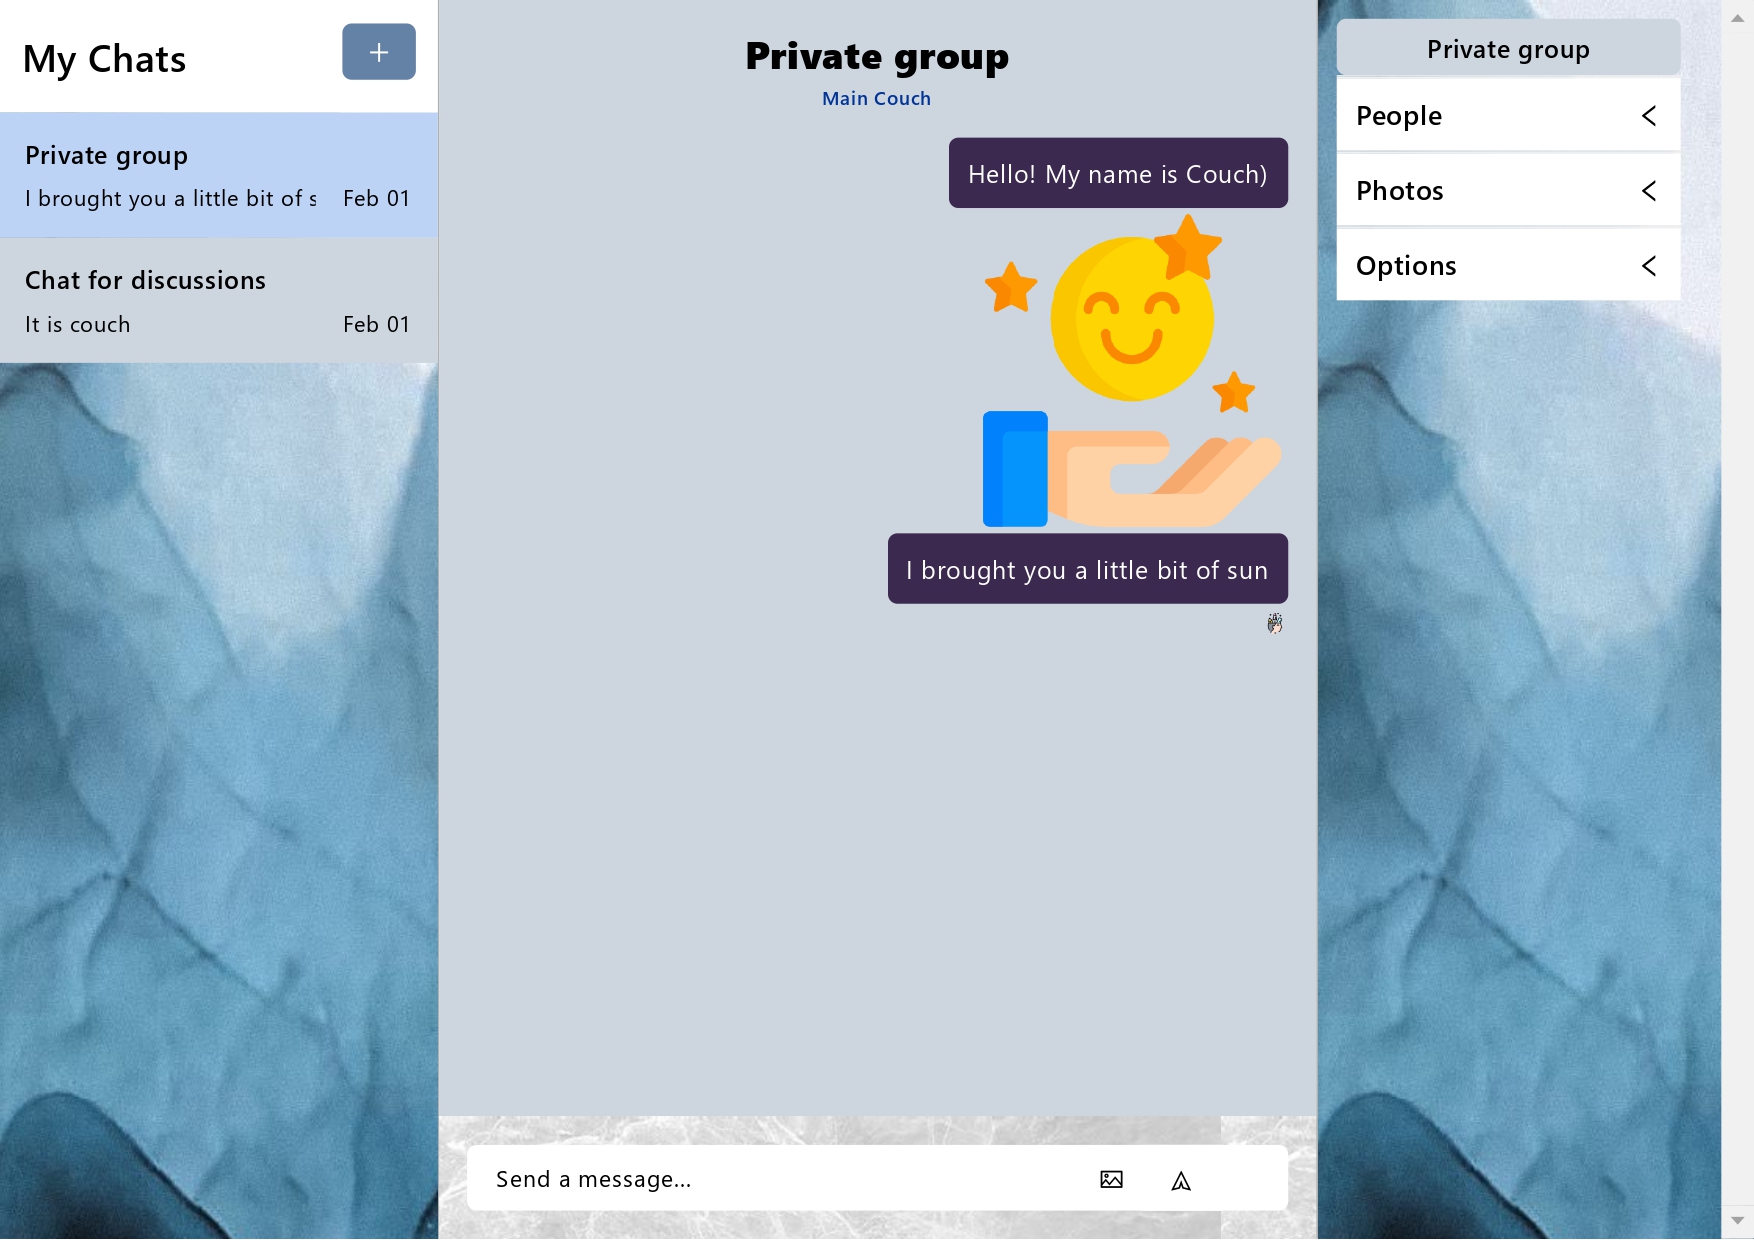 My Chats
+
Private group
I brought you a little bit of s
Feb 01
Chat for discussions
It is couch
Feb 01
Private group
Main Couch
Hello! My name is Couch)
I brought you a little bit of sun
Send a message...
Private group
People
Photos
Options